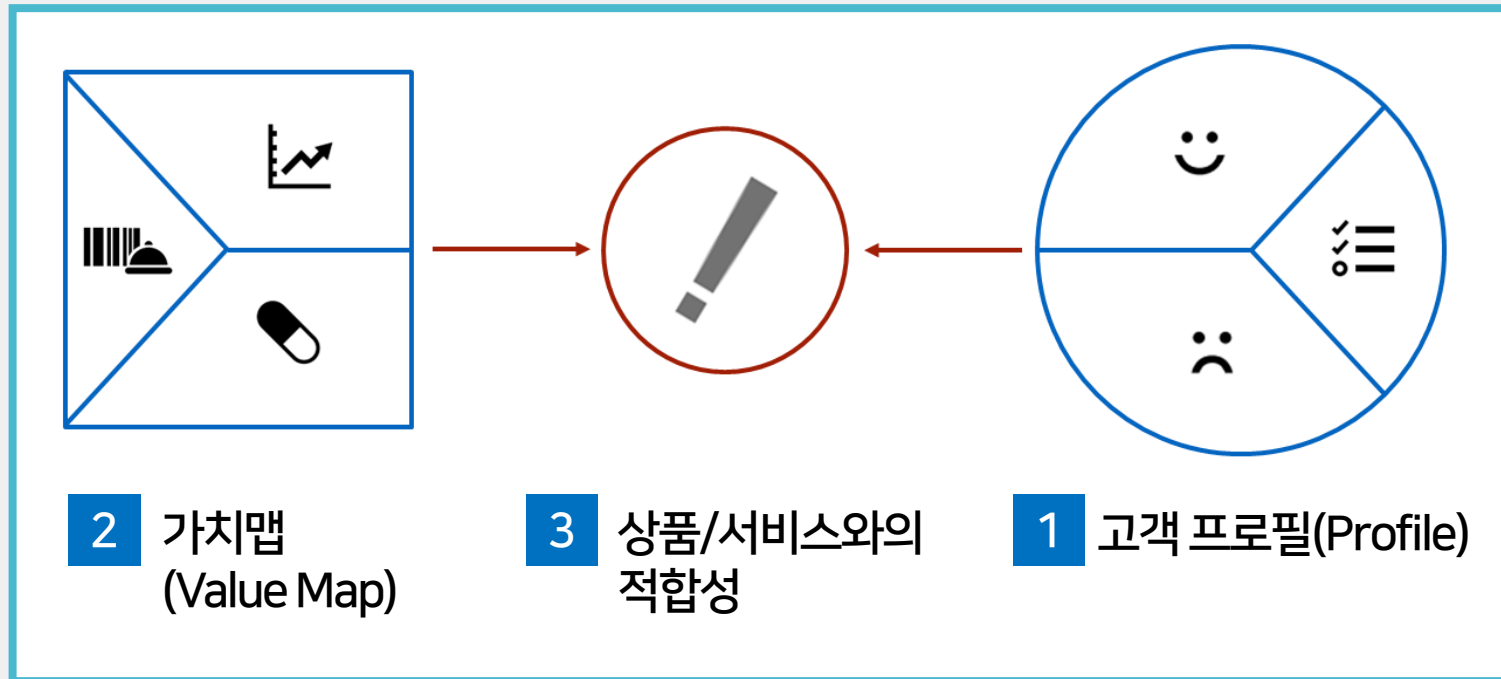 2
가치맵
(Value Map)
3
상품/서비스와의
적합성
1
고객 프로필(Profile)